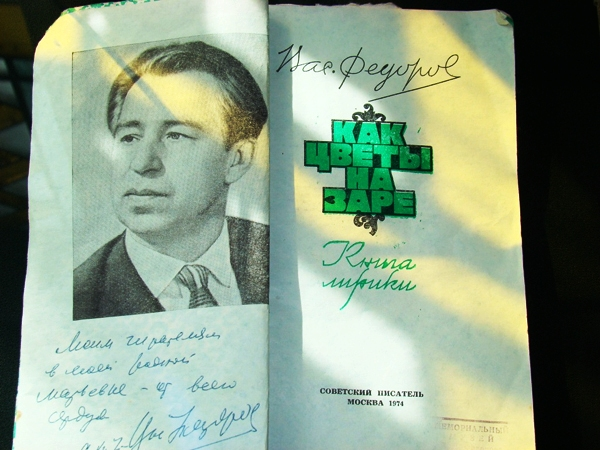 Моим читателям
в моей родной
Марьевке - от всего
сердца
Вас. Федоров
Вас. Федоров
КАК
ЦВЕТЫ
НА
ЗАРЕ
Книга
лирики
СОВЕТСКИЙ ПИСАТЕЛЬ
МОСКВА 1974
МЕМОРИАЛЬНЫЙ